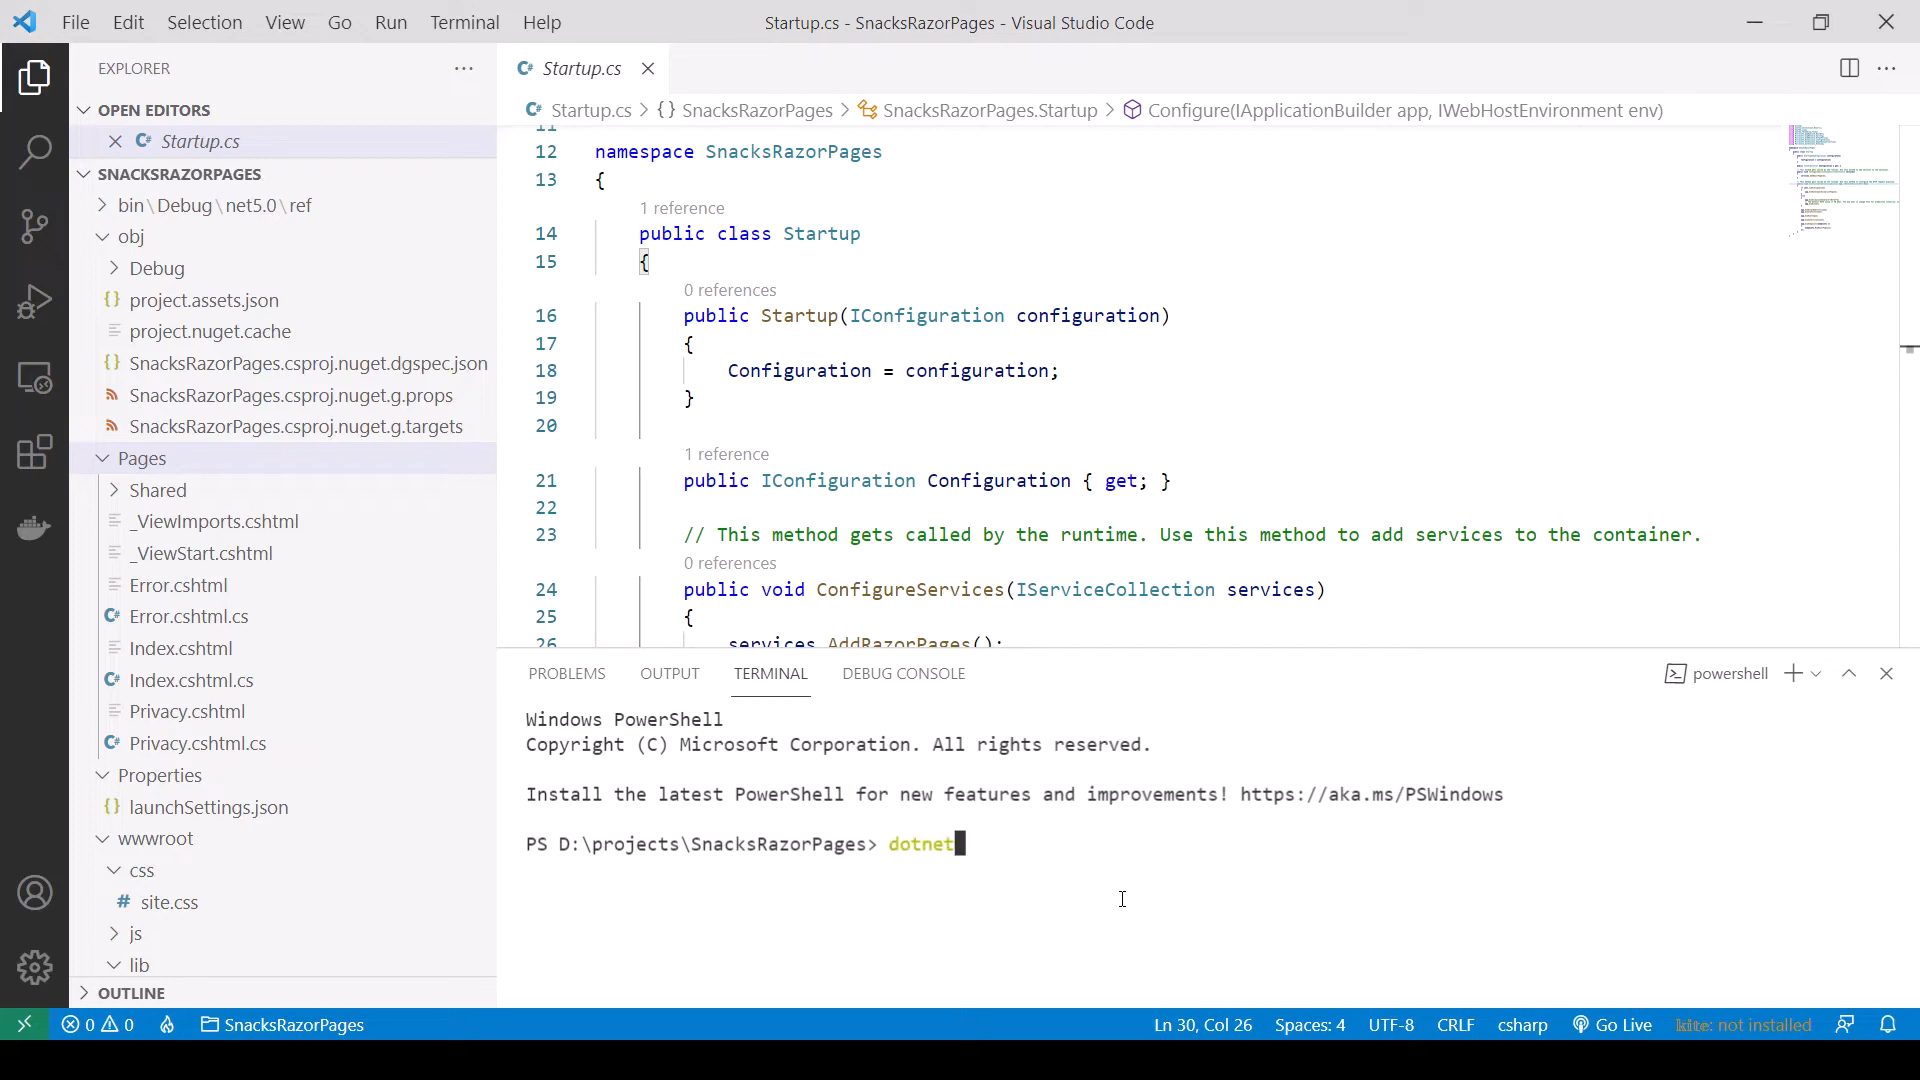 File Edit Selection View Go Run Terminal Help
Startup.cs - SnacksRazorPages - Visual Studio Code
EXPLORER
OPEN EDITORS
Startup.cs
SNACKSRAZORPAGES
bin\Debug\net5.0\ref
obj
Debug
project.assets.json
project.nuget.cache
SnacksRazorPages.csproj.nuget.dgspec.json
SnacksRazorPages.csproj.nuget.g.props
SnacksRazorPages.csproj.nuget.g.targets
Pages
Shared
_ViewImports.cshtml
_ViewStart.cshtml
Error.cshtml
Error.cshtml.cs
Index.cshtml
Index.cshtml.cs
Privacy.cshtml
Privacy.cshtml.cs
Properties
launchSettings.json
wwwroot
css
site.css
js
lib
OUTLINE
Startup.cs
Startup.cs > {} SnacksRazorPages > SnacksRazorPages.Startup > Configure(IApplicationBuilder app, IWebHostEnvironment env)
11
12 namespace SnacksRazorPages
13 {
1 reference
14 public class Startup
15 {
0 references
16 public Startup(IConfiguration configuration)
17 {
18 Configuration = configuration;
19 }
20
1 reference
21 public IConfiguration Configuration { get; }
22
23 // This method gets called by the runtime. Use this method to add services to the container.
0 references
24 public void ConfigureServices(IServiceCollection services)
25 {
26 services.AddRazorPages();
PROBLEMS OUTPUT TERMINAL DEBUG CONSOLE
powershell
Windows PowerShell
Copyright (C) Microsoft Corporation. All rights reserved.
Install the latest PowerShell for new features and improvements! https://aka.ms/PSWindows
PS D:\projects\SnacksRazorPages> dotnet
0 0 SnacksRazorPages
Ln 30, Col 26 Spaces: 4 UTF-8 CRLF csharp Go Live kite: not installed